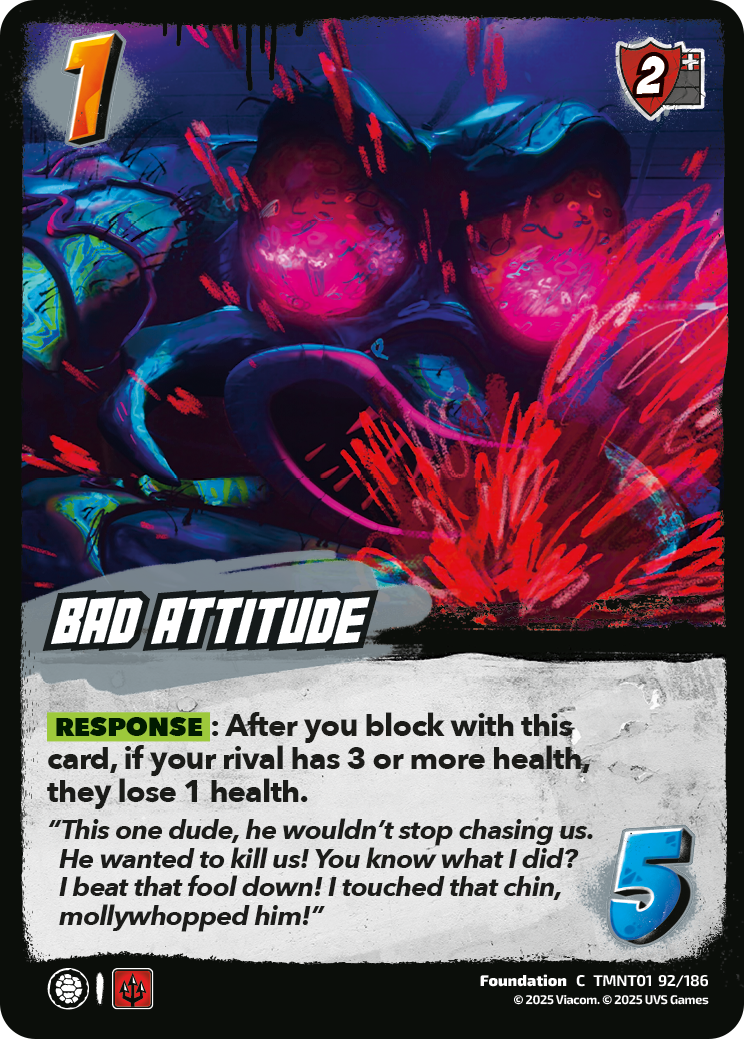 1
2
BAD ATTITUDE
RESPONSE: After you block with this
card, if your rival has 3 or more health,
they lose 1 health.
“This one dude, he wouldn’t stop chasing us.
He wanted to kill us! You know what I did?
I beat that fool down! I touched that chin,
mollywhopped him!”
5
Foundation C TMNT01 92/186
© 2025 Viacom. © 2025 UVS Games